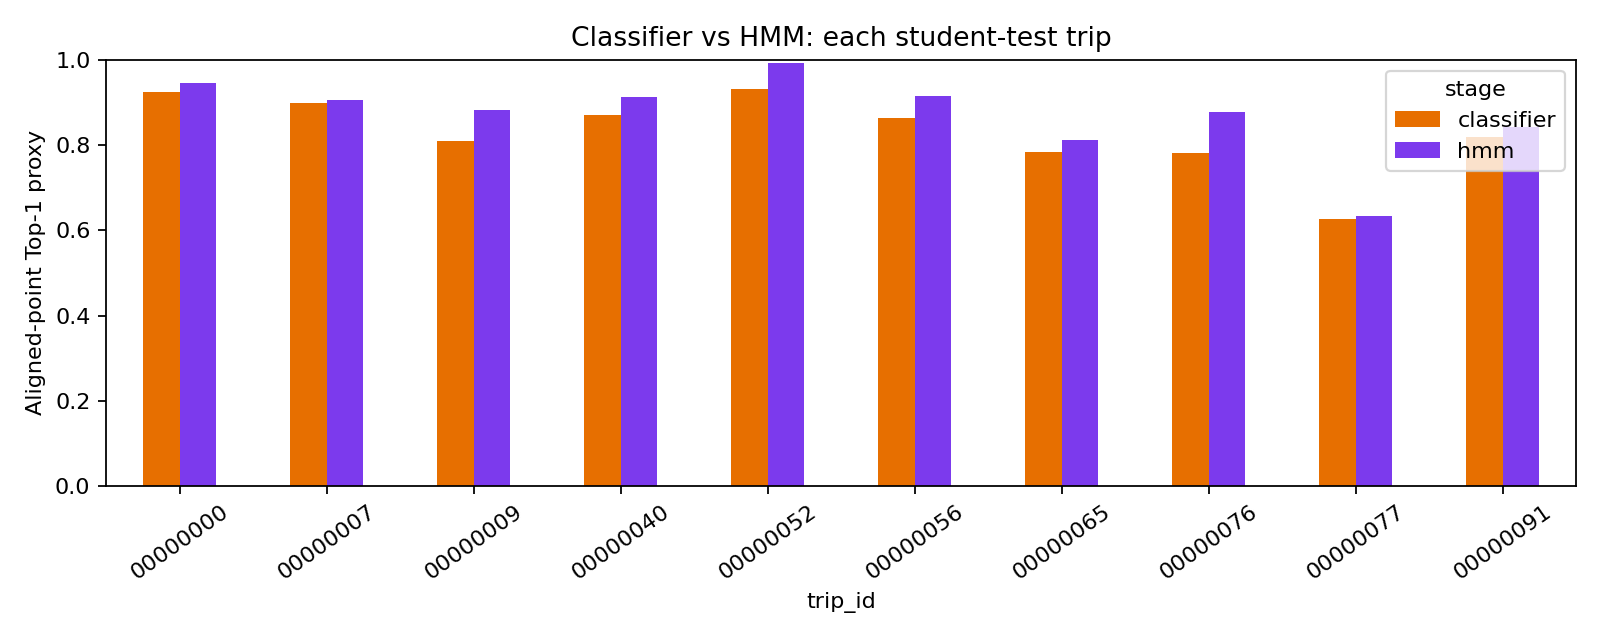 Classifier vs HMM: each student-test trip
Aligned-point Top-1 proxy
1.0
0.8
0.6
0.4
0.2
0.0
stage
classifier
hmm
00000000
00000007
00000009
00000040
00000052
00000056
00000065
00000076
00000077
00000091
trip_id